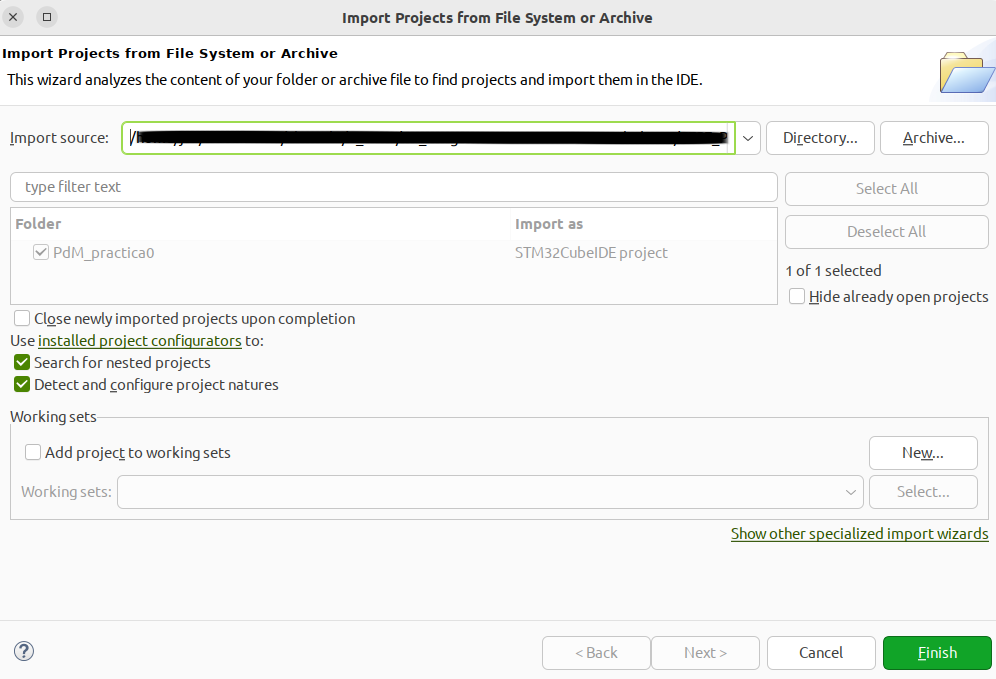 Import Projects from File System or Archive
Import Projects from File System or Archive
This wizard analyzes the content of your folder or archive file to find projects and import them in the IDE.
Import source:
Directory...
Archive...
type filter text
Select All
Folder
Import as
Deselect All
PdM_practica0
STM32CubeIDE project
1 of 1 selected
Hide already open projects
Close newly imported projects upon completion
Use installed project configurators to:
Search for nested projects
Detect and configure project natures
Working sets
Add project to working sets
New...
Working sets:
Select...
Show other specialized import wizards
?
< Back
Next >
Cancel
Finish